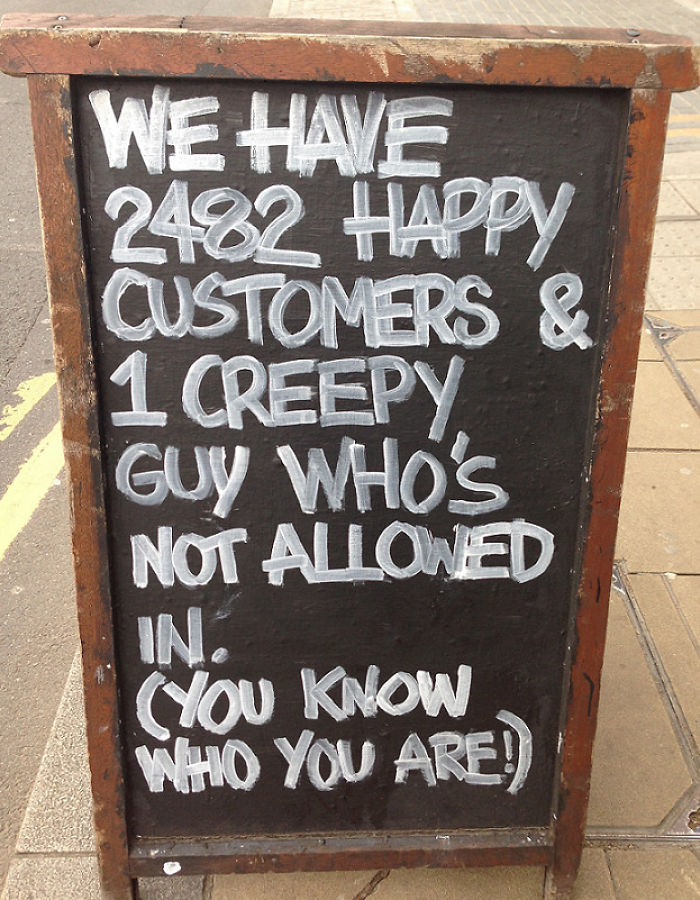 WE HAVE
2482 HAPPY
CUSTOMERS &
1 CREEPY
GUY WHO'S
NOT ALLOWED
IN.
(YOU KNOW
WHO YOU ARE!)